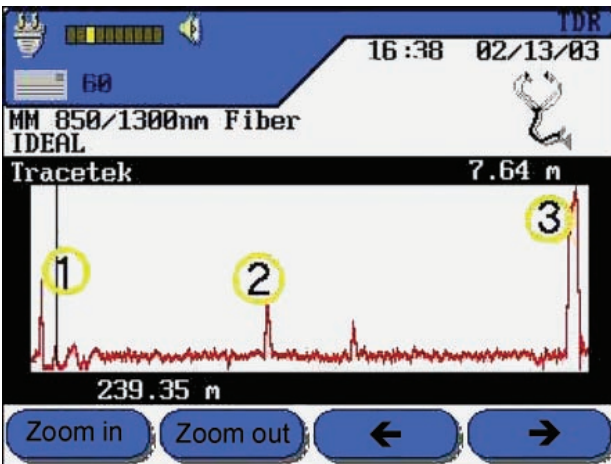 TDR
16:38 02/13/03
60
MM 850/1300nm Fiber
IDEAL
Tracetek 7.64 m
1
2
3
239.35 m
Zoom in Zoom out ← →